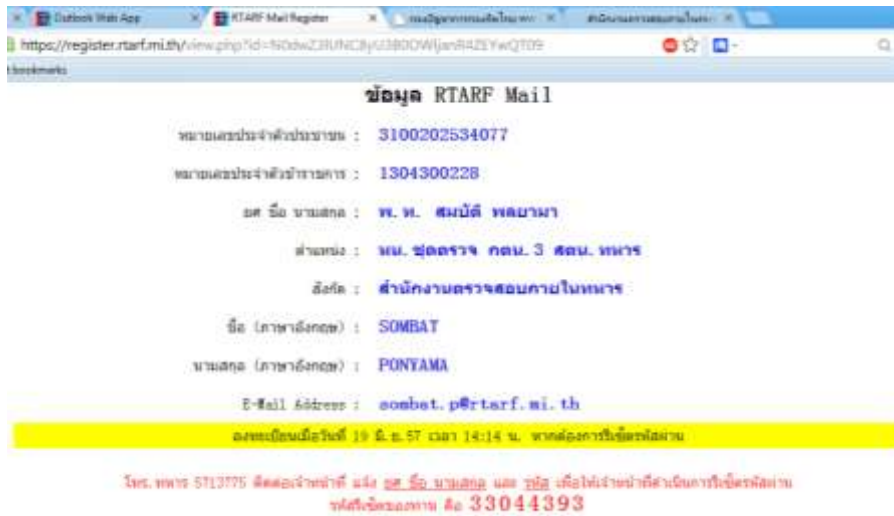 Outlook Web App
RTARF Mail Register
https://register.rtarf.mi.th/view.php?id=
bookmarks
ข้อมูล RTARF Mail
หมายเลขประจำตัวประชาชน : 3100202534077
หมายเลขประจำตัวข้าราชการ : 1304300228
ยศ ชื่อ นามสกุล : พ.ท. สมบัติ พลยามา
ตำแหน่ง : หน.ชุดตรวจ กตน.3 สตน.ทหาร
สังกัด : สำนักงานตรวจสอบภายในทหาร
ชื่อ (ภาษาอังกฤษ) : SOMBAT
นามสกุล (ภาษาอังกฤษ) : PONYAMA
E-Mail Address : sombat.p@rtarf.mi.th
ลงทะเบียนเมื่อวันที่ 19 มิ.ย.57 เวลา 14:14 น. หากต้องการรีเซ็ตรหัสผ่าน
โทร.ทหาร 5713775 ติดต่อเจ้าหน้าที่ แจ้ง ยศ ชื่อ นามสกุล และ รหัส เพื่อให้เจ้าหน้าที่ดำเนินการรีเซ็ตรหัสผ่าน
รหัสรีเซ็ตของท่าน คือ 33044393